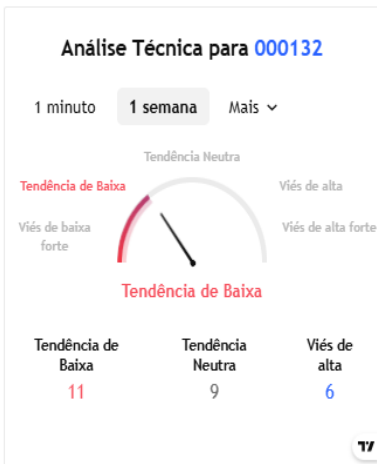 Análise Técnica para 000132
1 minuto 1 semana Mais
Tendência Neutra
Tendência de Baixa Viés de alta
Viés de baixa
forte
Viés de alta forte
Tendência de Baixa
Tendência de
Baixa
11
Tendência
Neutra
9
Viés de
alta
6